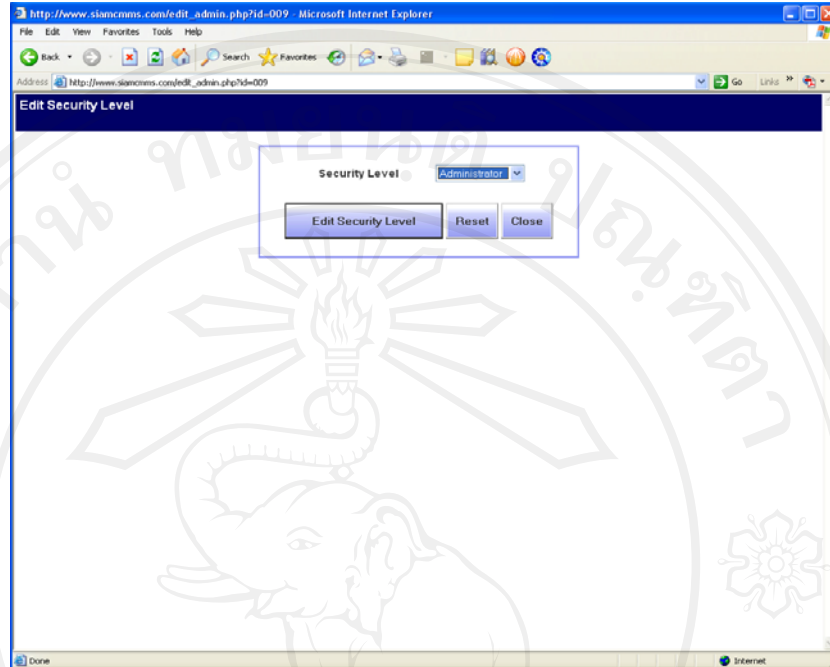 http://www.siamcmms.com/edit_admin.php?id=009 - Microsoft Internet Explorer
File Edit View Favorites Tools Help
Back Search Favorites
Address http://www.siamcmms.com/edit_admin.php?id=009 Go Links »
Edit Security Level
Security Level Administrator
Edit Security Level Reset Close
Done Internet